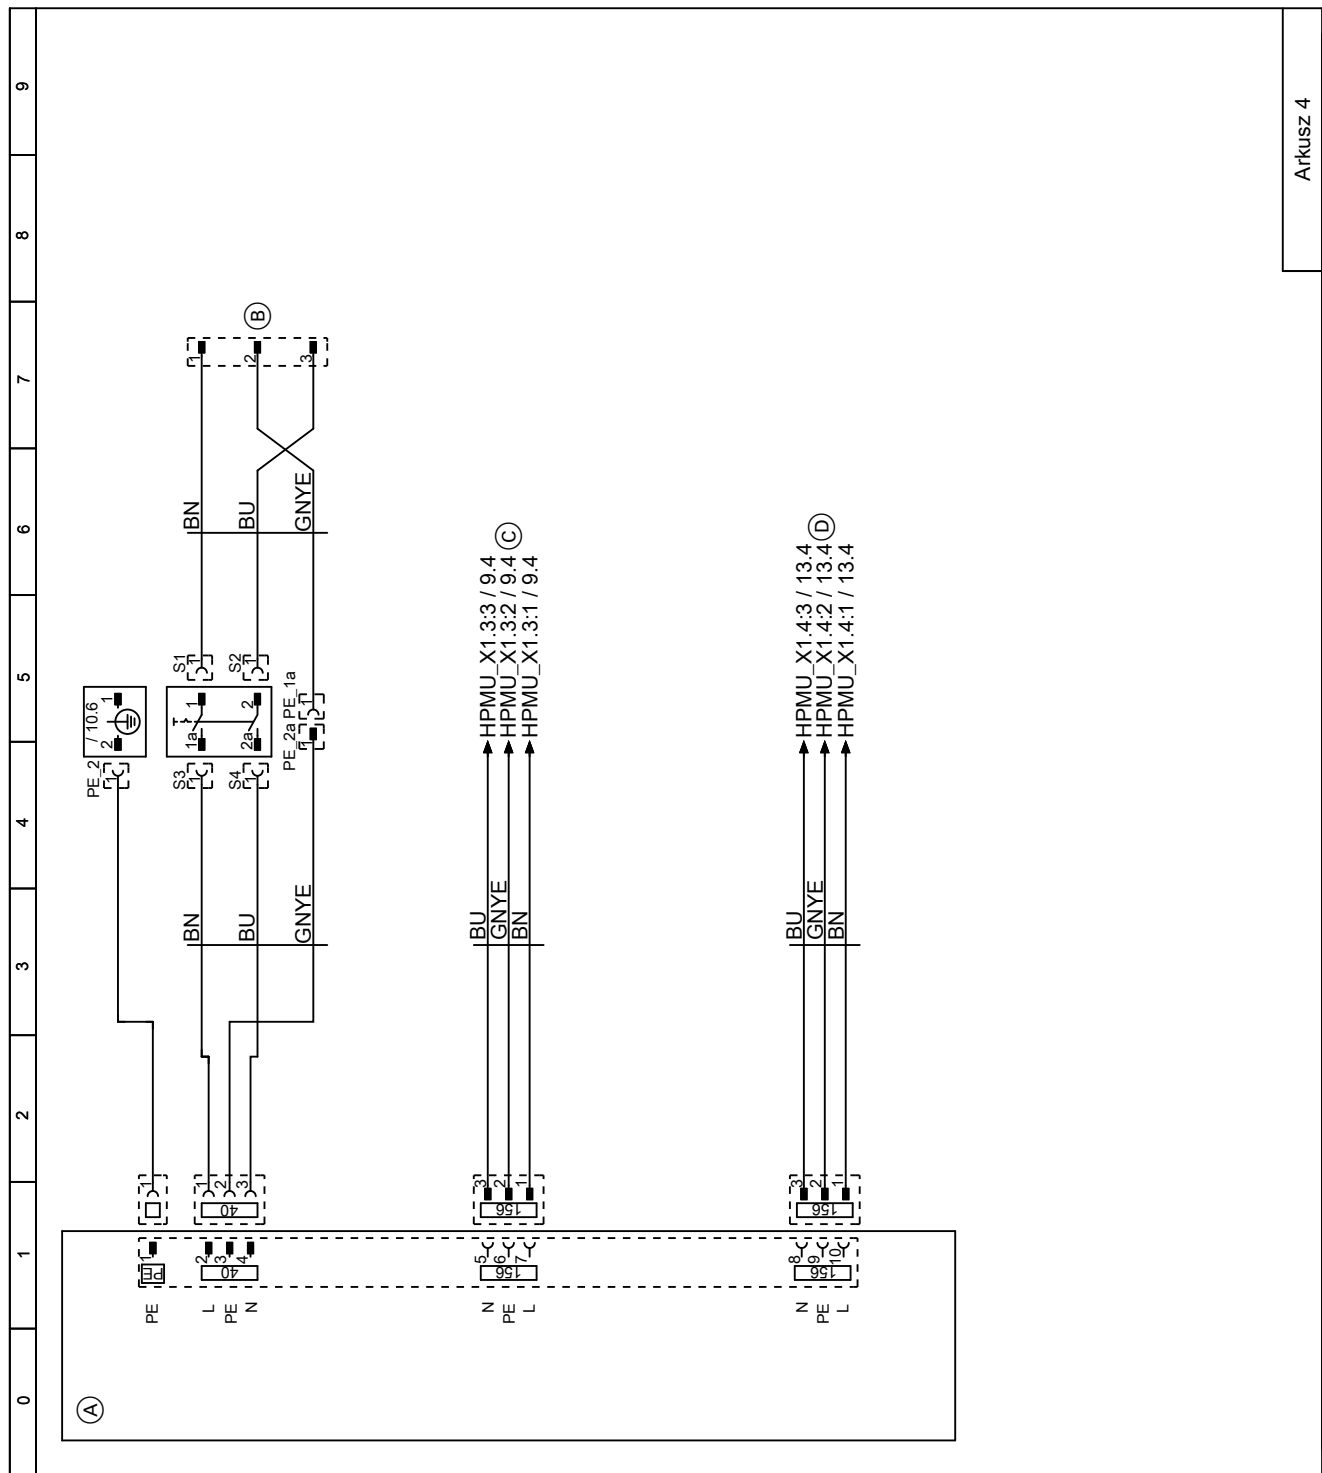 0 1 2 3 4 5 6 7 8 9
A
PE
PE
1
1
PE_2
1
2 1
/ 10.6
L
PE
N
2
3
4
40
40
1
2
3
BN
BU
GNYE
S3
1
S4
1
1a 1
2a 2
S1
1
S2
1
PE_2a PE_1a
1 1
BN
BU
GNYE
1
2
3
B
N
PE
L
5
6
7
156
156
3
2
1
BU
GNYE
BN
HPMU_X1.3:3 / 9.4
HPMU_X1.3:2 / 9.4
HPMU_X1.3:1 / 9.4
C
N
PE
L
8
9
10
156
156
3
2
1
BU
GNYE
BN
HPMU_X1.4:3 / 13.4
HPMU_X1.4:2 / 13.4
HPMU_X1.4:1 / 13.4
D
Arkusz 4